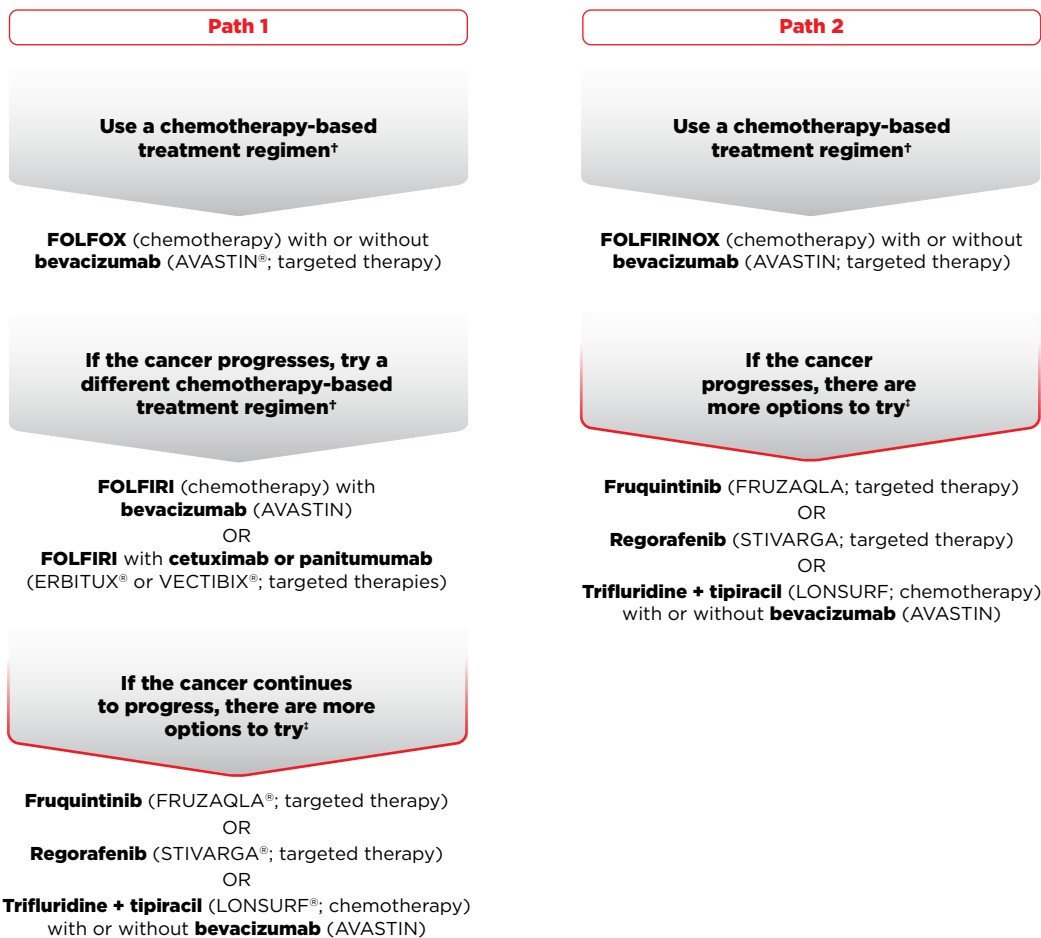 Path 1
Use a chemotherapy-based
treatment regimen†
FOLFOX (chemotherapy) with or without
bevacizumab (AVASTIN®; targeted therapy)
If the cancer progresses, try a
different chemotherapy-based
treatment regimen†
FOLFIRI (chemotherapy) with
bevacizumab (AVASTIN)
OR
FOLFIRI with cetuximab or panitumumab
(ERBITUX® or VECTIBIX®; targeted therapies)
If the cancer continues
to progress, there are more
options to try‡
Fruquintinib (FRUZAQLA®; targeted therapy)
OR
Regorafenib (STIVARGA®; targeted therapy)
OR
Trifluridine + tipiracil (LONSURF®; chemotherapy)
with or without bevacizumab (AVASTIN)
Path 2
Use a chemotherapy-based
treatment regimen†
FOLFIRINOX (chemotherapy) with or without
bevacizumab (AVASTIN; targeted therapy)
If the cancer
progresses, there are
more options to try‡
Fruquintinib (FRUZAQLA; targeted therapy)
OR
Regorafenib (STIVARGA; targeted therapy)
OR
Trifluridine + tipiracil (LONSURF; chemotherapy)
with or without bevacizumab (AVASTIN)